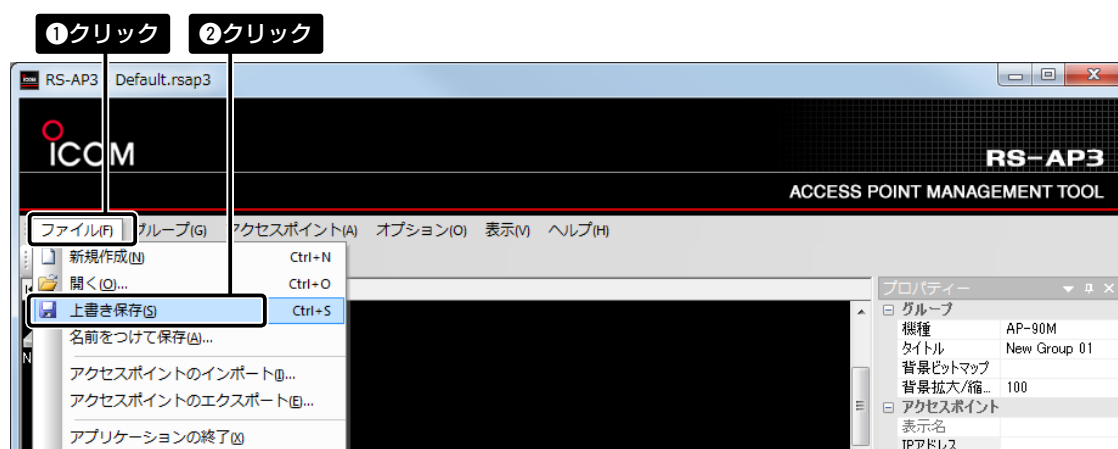 ❶クリック ❷クリック
RS-AP3 Default.rsap3
ICOM
RS-AP3
ACCESS POINT MANAGEMENT TOOL
ファイル(F) グループ(G) アクセスポイント(A) オプション(O) 表示(V) ヘルプ(H)
新規作成(N) Ctrl+N
開く(O)... Ctrl+O
上書き保存(S) Ctrl+S
名前をつけて保存(A)...
アクセスポイントのインポート(I)...
アクセスポイントのエクスポート(E)...
アプリケーションの終了(X)
プロパティー
グループ
機種 AP-90M
タイトル New Group 01
背景ビットマップ
背景拡大/縮... 100
アクセスポイント
表示名
IPアドレス